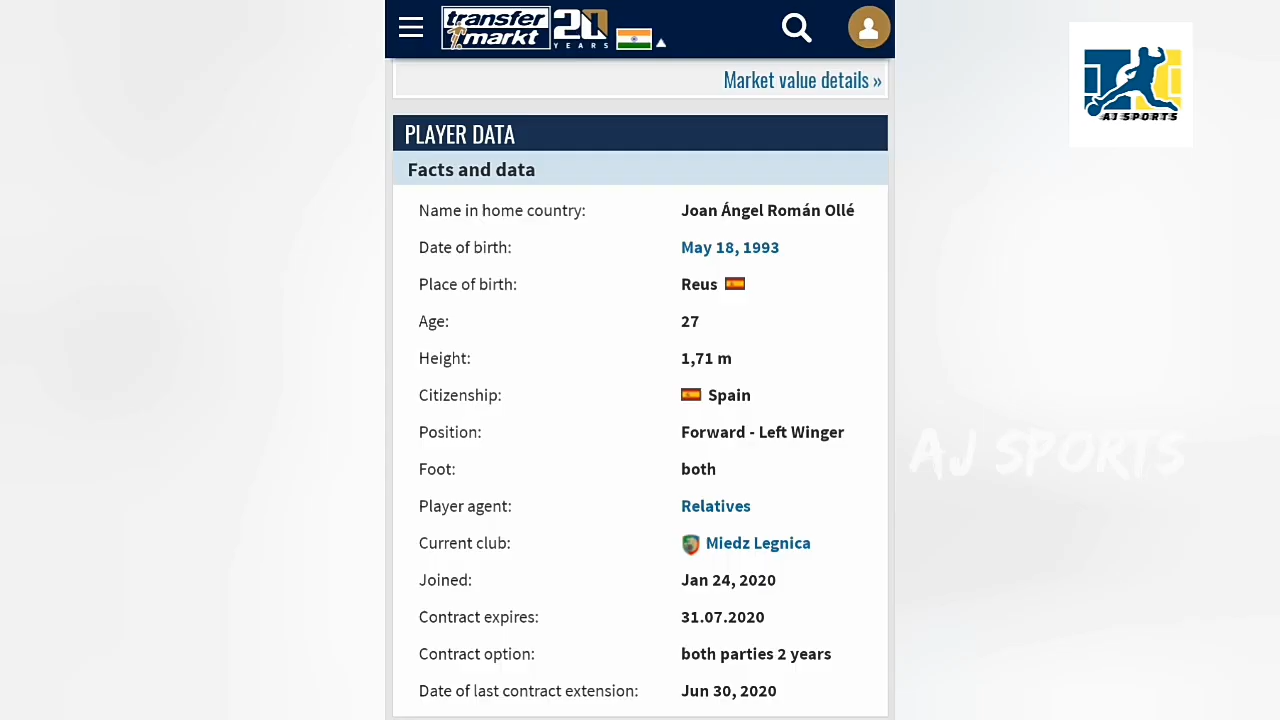 transfer
markt
20
YEARS
Market value details »
AJ SPORTS
PLAYER DATA
Facts and data
Name in home country: Joan Ángel Román Ollé
Date of birth: May 18, 1993
Place of birth: Reus
Age: 27
Height: 1,71 m
Citizenship: Spain
Position: Forward - Left Winger
AJ SPORTS
Foot: both
Player agent: Relatives
Current club: Miedz Legnica
Joined: Jan 24, 2020
Contract expires: 31.07.2020
Contract option: both parties 2 years
Date of last contract extension: Jun 30, 2020